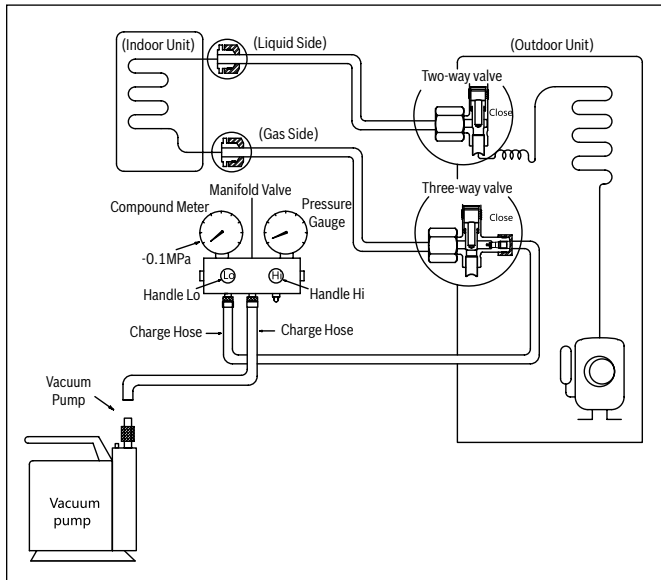 (Indoor Unit)
(Liquid Side)
(Outdoor Unit)
Two-way valve
Close
(Gas Side)
Manifold Valve
Three-way valve
Compound Meter
Pressure
Gauge
Close
-0.1MPa
Lo
Hi
Handle Lo
Handle Hi
Charge Hose
Charge Hose
Vacuum
Pump
Vacuum
pump